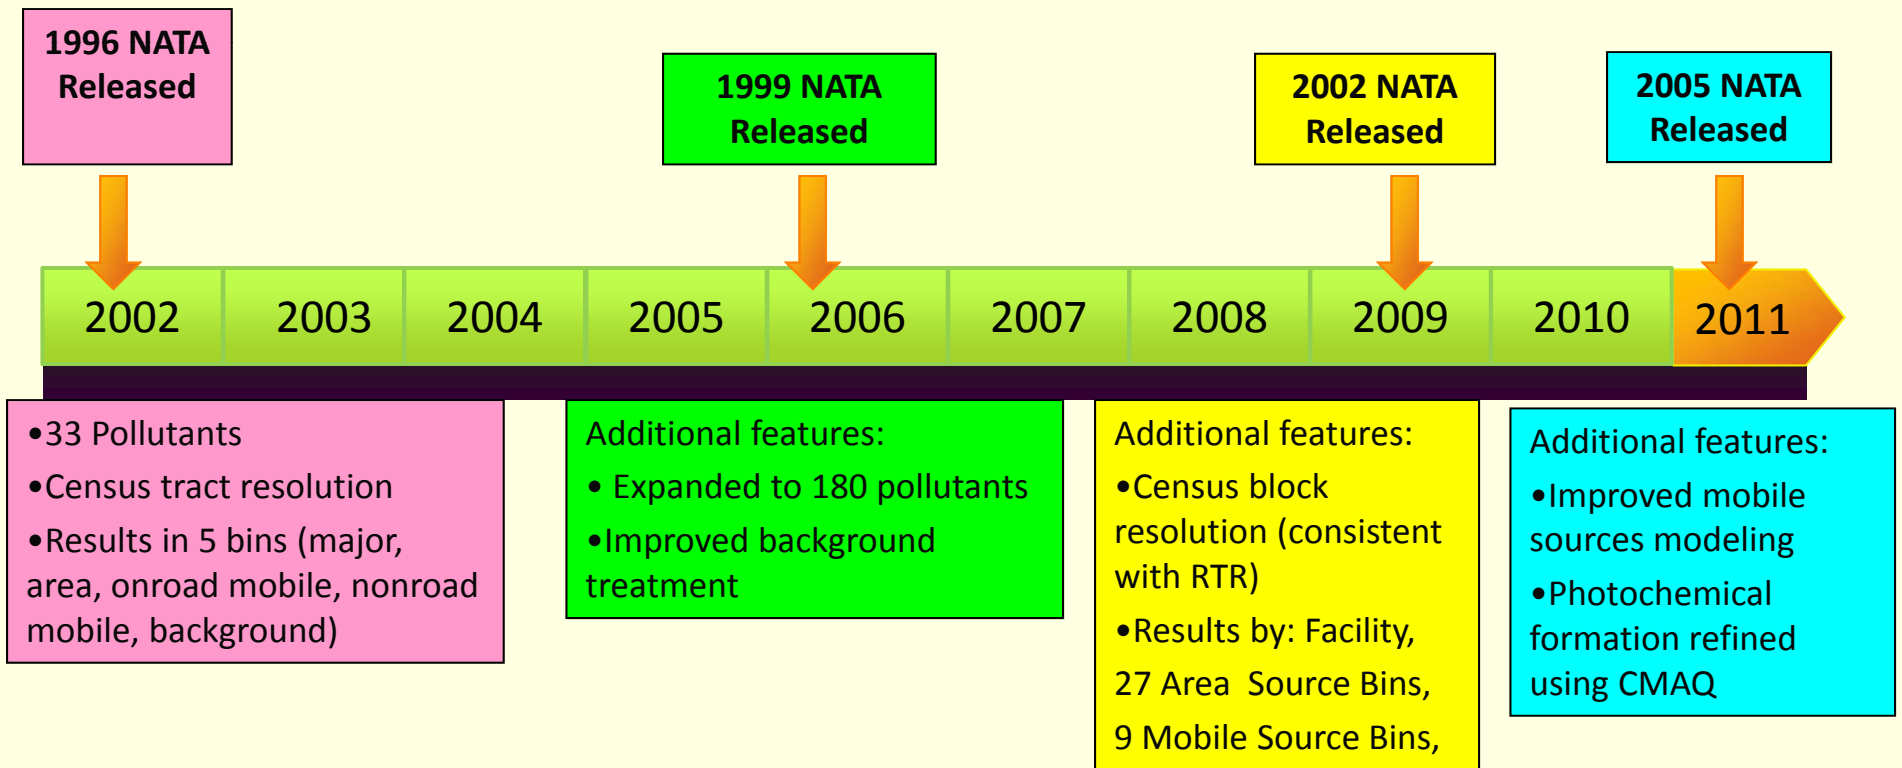 1996 NATA
Released
1999 NATA
Released
2002 NATA
Released
2005 NATA
Released
2002 2003 2004 2005 2006 2007 2008 2009 2010 2011
•33 Pollutants
•Census tract resolution
•Results in 5 bins (major,
area, onroad mobile, nonroad
mobile, background)
Additional features:
• Expanded to 180 pollutants
•Improved background
treatment
Additional features:
•Census block
resolution (consistent
with RTR)
•Results by: Facility,
27 Area Source Bins,
9 Mobile Source Bins,
Additional features:
•Improved mobile
sources modeling
•Photochemical
formation refined
using CMAQ